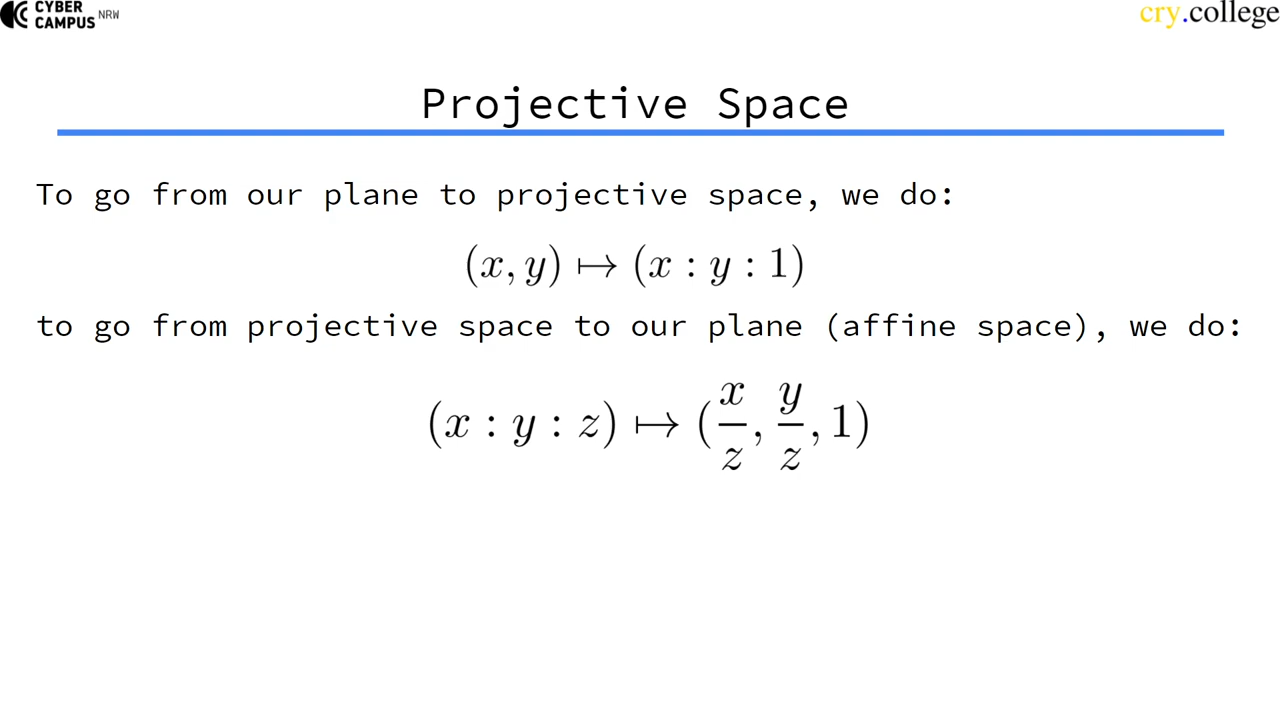 CYBER
CAMPUS NRW
cry.college
Projective Space
To go from our plane to projective space, we do:
(x, y) ↦ (x : y : 1)
to go from projective space to our plane (affine space), we do:
(x : y : z) ↦ (x/z, y/z, 1)